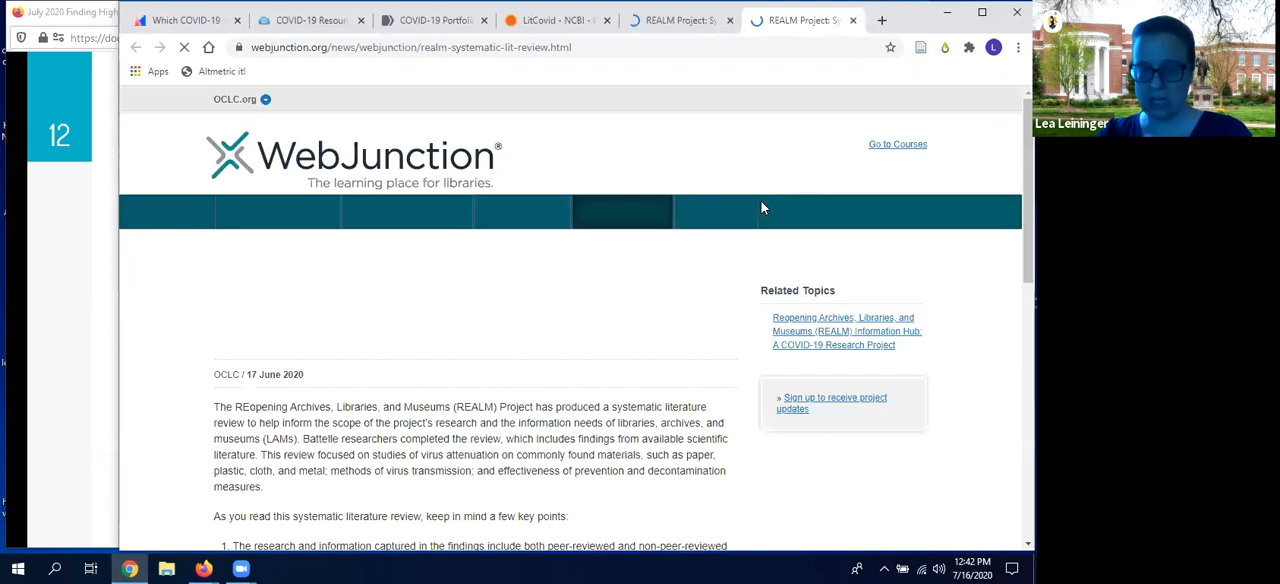 July 2020 Finding High
https://doc
12
Which COVID-19
COVID-19 Resour
COVID-19 Portfolio
LitCovid - NCBI -
REALM Project: Sy
REALM Project: Sy
webjunction.org/news/webjunction/realm-systematic-lit-review.html
L
Apps
Altmetric it!
OCLC.org
WebJunction®
The learning place for libraries.
Go to Courses
Related Topics
Reopening Archives, Libraries, and
Museums (REALM) Information Hub:
A COVID-19 Research Project
OCLC / 17 June 2020
» Sign up to receive project
updates
The REopening Archives, Libraries, and Museums (REALM) Project has produced a systematic literature
review to help inform the scope of the project's research and the information needs of libraries, archives, and
museums (LAMs). Battelle researchers completed the review, which includes findings from available scientific
literature. This review focused on studies of virus attenuation on commonly found materials, such as paper,
plastic, cloth, and metal; methods of virus transmission; and effectiveness of prevention and decontamination
measures.
As you read this systematic literature review, keep in mind a few key points:
1. The research and information captured in the findings include both peer-reviewed and non-peer-reviewed
Lea Leininger
12:42 PM
7/16/2020